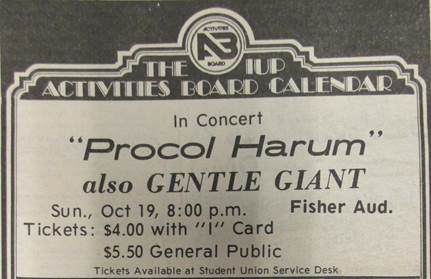 ACTIVITIES
AB
BOARD
THE IUP
ACTIVITIES BOARD CALENDAR
In Concert
"Procol Harum"
also GENTLE GIANT
Sun., Oct 19, 8:00 p.m. Fisher Aud.
Tickets: $4.00 with "I" Card
$5.50 General Public
Tickets Available at Student Union Service Desk